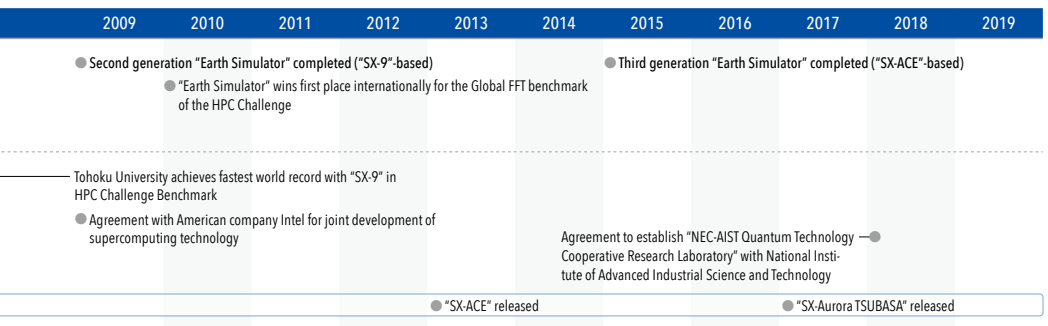 2009 2010 2011 2012 2013 2014 2015 2016 2017 2018 2019
Second generation “Earth Simulator” completed (“SX-9”-based)
Third generation “Earth Simulator” completed (“SX-ACE”-based)
“Earth Simulator” wins first place internationally for the Global FFT benchmark
of the HPC Challenge
Tohoku University achieves fastest world record with “SX-9” in
HPC Challenge Benchmark
Agreement with American company Intel for joint development of
supercomputing technology
Agreement to establish “NEC-AIST Quantum Technology
Cooperative Research Laboratory” with National Insti-
tute of Advanced Industrial Science and Technology
“SX-ACE” released
“SX-Aurora TSUBASA” released